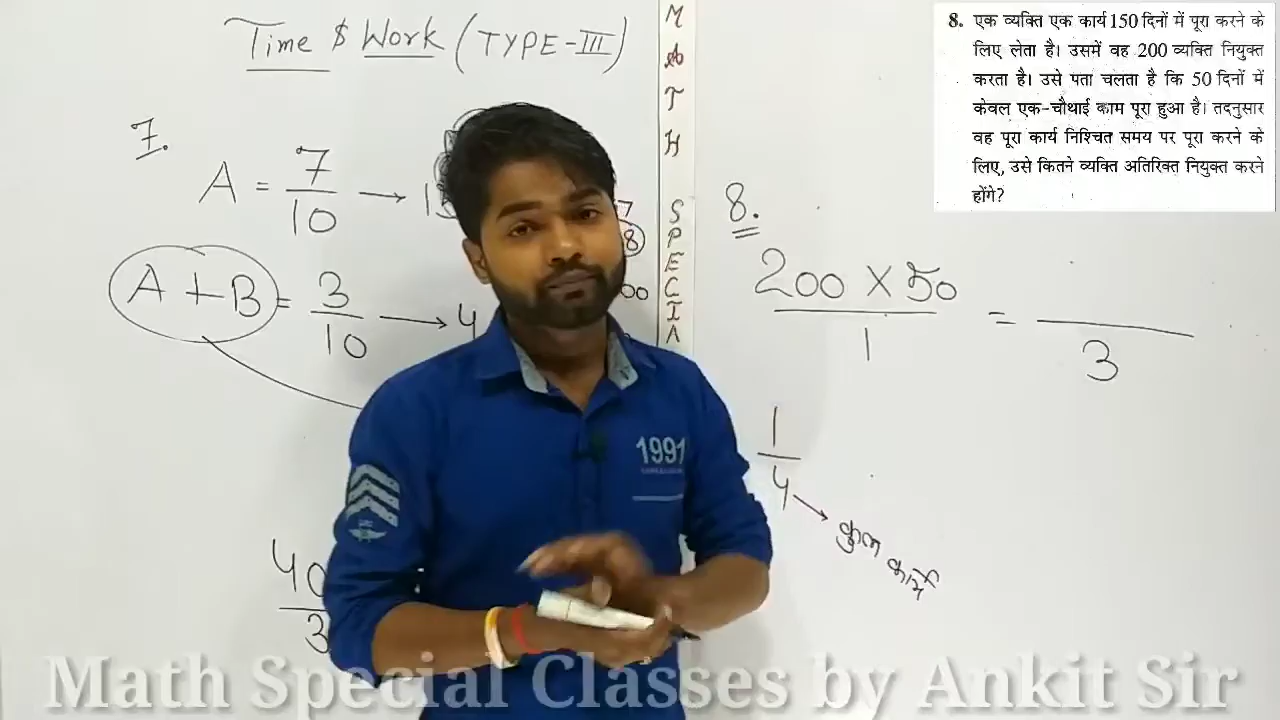 Time & Work (TYPE-III)
7.
A = 7/10 → 15
A+B = 3/10 → 4
40
3
M
A
T
H
S
P
E
C
I
A
8. एक व्यक्ति एक कार्य 150 दिनों में पूरा करने के
लिए लेता है। उसमें वह 200 व्यक्ति नियुक्त
करता है। उसे पता चलता है कि 50 दिनों में
केवल एक-चौथाई काम पूरा हुआ है। तदनुसार
वह पूरा कार्य निश्चित समय पर पूरा करने के
लिए, उसे कितने व्यक्ति अतिरिक्त नियुक्त करने
होंगे?
8.
200 X 50
1
=
3
1
4 → कुल
कार्य
1991
Math Special Classes by Ankit Sir